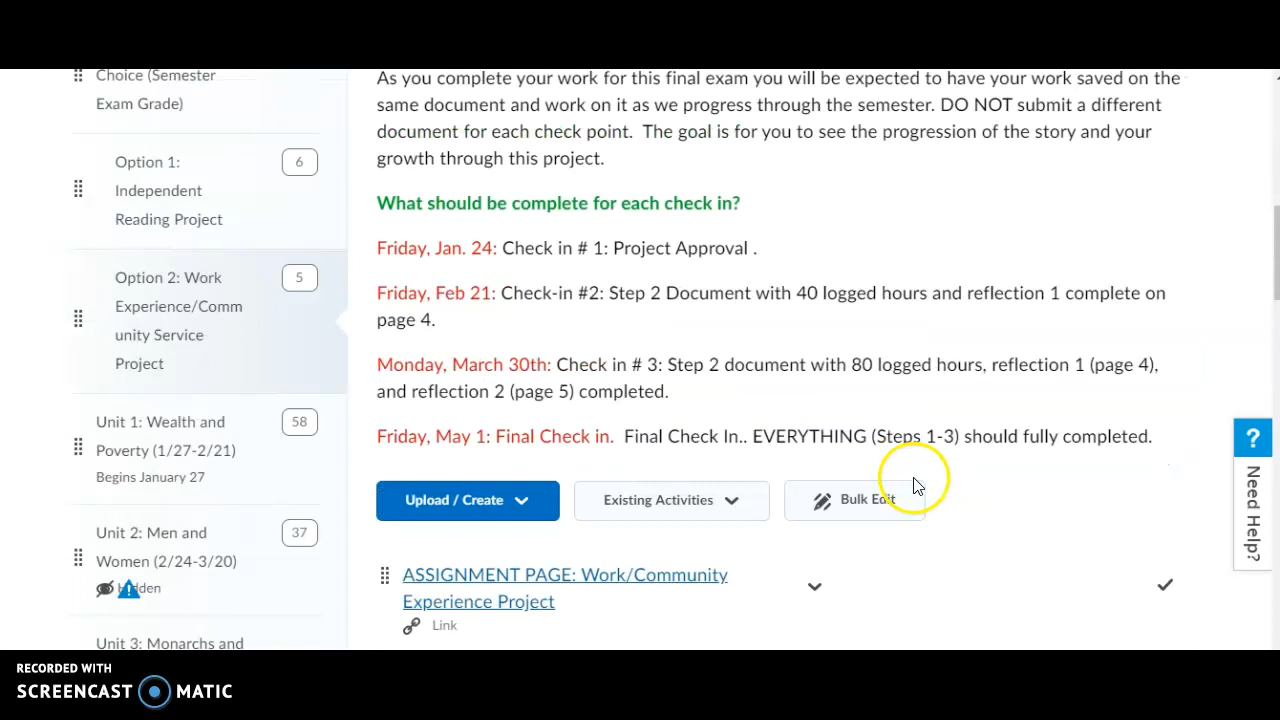 Choice (Semester
Exam Grade)
Option 1:
Independent
Reading Project
6
Option 2: Work
Experience/Comm
unity Service
Project
5
Unit 1: Wealth and
Poverty (1/27-2/21)
Begins January 27
58
Unit 2: Men and
Women (2/24-3/20)
37
Unit 3: Monarchs and
As you complete your work for this final exam you will be expected to have your work saved on the
same document and work on it as we progress through the semester. DO NOT submit a different
document for each check point. The goal is for you to see the progression of the story and your
growth through this project.
What should be complete for each check in?
Friday, Jan. 24: Check in # 1: Project Approval .
Friday, Feb 21: Check-in #2: Step 2 Document with 40 logged hours and reflection 1 complete on
page 4.
Monday, March 30th: Check in # 3: Step 2 document with 80 logged hours, reflection 1 (page 4),
and reflection 2 (page 5) completed.
Friday, May 1: Final Check in. Final Check In.. EVERYTHING (Steps 1-3) should fully completed.
Upload / Create
Existing Activities
Bulk Edit
ASSIGNMENT PAGE: Work/Community
Experience Project
Link
?
Need Help?
RECORDED WITH
SCREENCAST MATIC